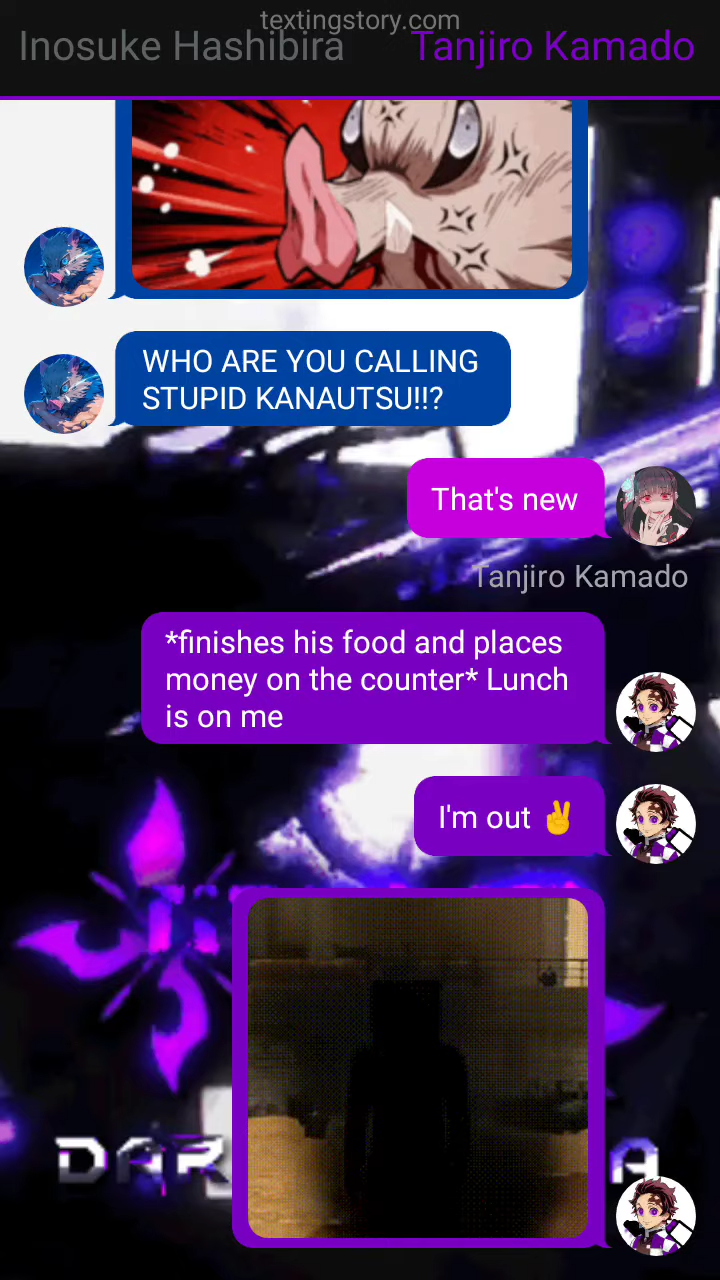 textingstory.com
Inosuke Hashibira
Tanjiro Kamado
WHO ARE YOU CALLING
STUPID KANAUTSU!!?
That's new
Tanjiro Kamado
*finishes his food and places
money on the counter* Lunch
is on me
I'm out ✌
DAR
A